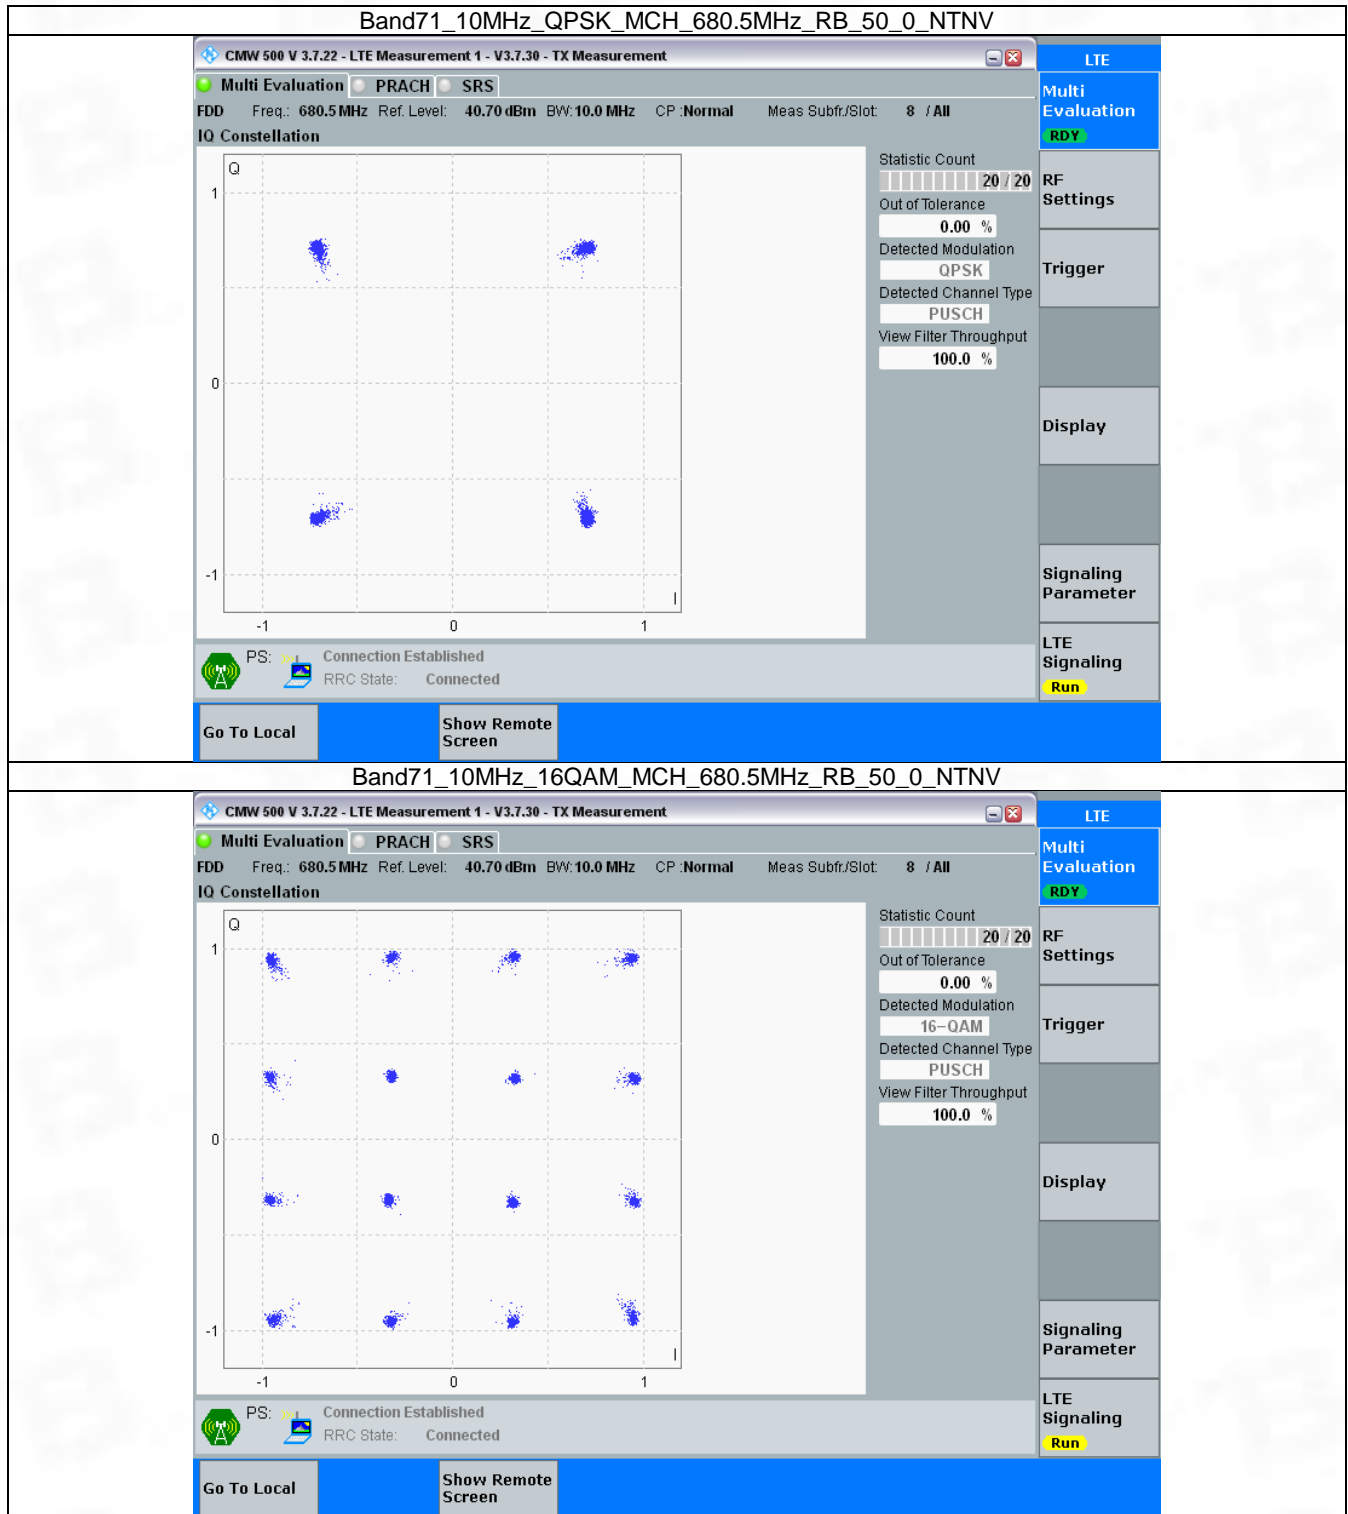 Band71_10MHz_QPSK_MCH_680.5MHz_RB_50_0_NTNV
CMW 500 V 3.7.22 - LTE Measurement 1 - V3.7.30 - TX Measurement
LTE
Multi Evaluation PRACH SRS
Multi
Evaluation
RDY
FDD Freq.: 680.5 MHz Ref. Level: 40.70 dBm BW: 10.0 MHz CP :Normal Meas Subfr./Slot: 8 / All
IQ Constellation
Q
1
0
-1
I
-1 0 1
Statistic Count
20 / 20
Out of Tolerance
0.00 %
Detected Modulation
QPSK
Detected Channel Type
PUSCH
View Filter Throughput
100.0 %
RF
Settings
Trigger
Display
Signaling
Parameter
LTE
Signaling
Run
PS: Connection Established
RRC State: Connected
Go To Local
Show Remote
Screen
Band71_10MHz_16QAM_MCH_680.5MHz_RB_50_0_NTNV
CMW 500 V 3.7.22 - LTE Measurement 1 - V3.7.30 - TX Measurement
LTE
Multi Evaluation PRACH SRS
Multi
Evaluation
RDY
FDD Freq.: 680.5 MHz Ref. Level: 40.70 dBm BW: 10.0 MHz CP :Normal Meas Subfr./Slot: 8 / All
IQ Constellation
Q
1
0
-1
I
-1 0 1
Statistic Count
20 / 20
Out of Tolerance
0.00 %
Detected Modulation
16-QAM
Detected Channel Type
PUSCH
View Filter Throughput
100.0 %
RF
Settings
Trigger
Display
Signaling
Parameter
LTE
Signaling
Run
PS: Connection Established
RRC State: Connected
Go To Local
Show Remote
Screen